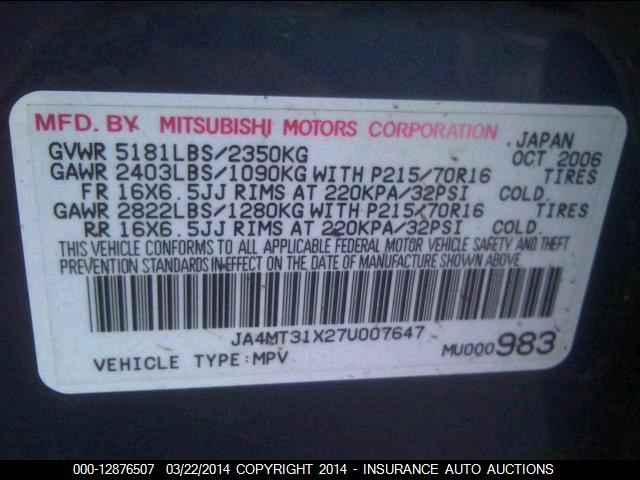 MFD. BY MITSUBISHI MOTORS CORPORATION, JAPAN
GVWR 5181LBS/2350KG OCT 2006
GAWR 2403LBS/1090KG WITH P215/70R16 TIRES
FR 16X6.5JJ RIMS AT 220KPA/32PSI COLD.
GAWR 2822LBS/1280KG WITH P215/70R16 TIRES
RR 16X6.5JJ RIMS AT 220KPA/32PSI COLD.
THIS VEHICLE CONFORMS TO ALL APPLICABLE FEDERAL MOTOR VEHICLE SAFETY AND THEFT
PREVENTION STANDARDS IN EFFECT ON THE DATE OF MANUFACTURE SHOWN ABOVE.
JA4MT31X27U007647
VEHICLE TYPE:MPV MU000983
000-12876507 03/22/2014 COPYRIGHT 2014 - INSURANCE AUTO AUCTIONS